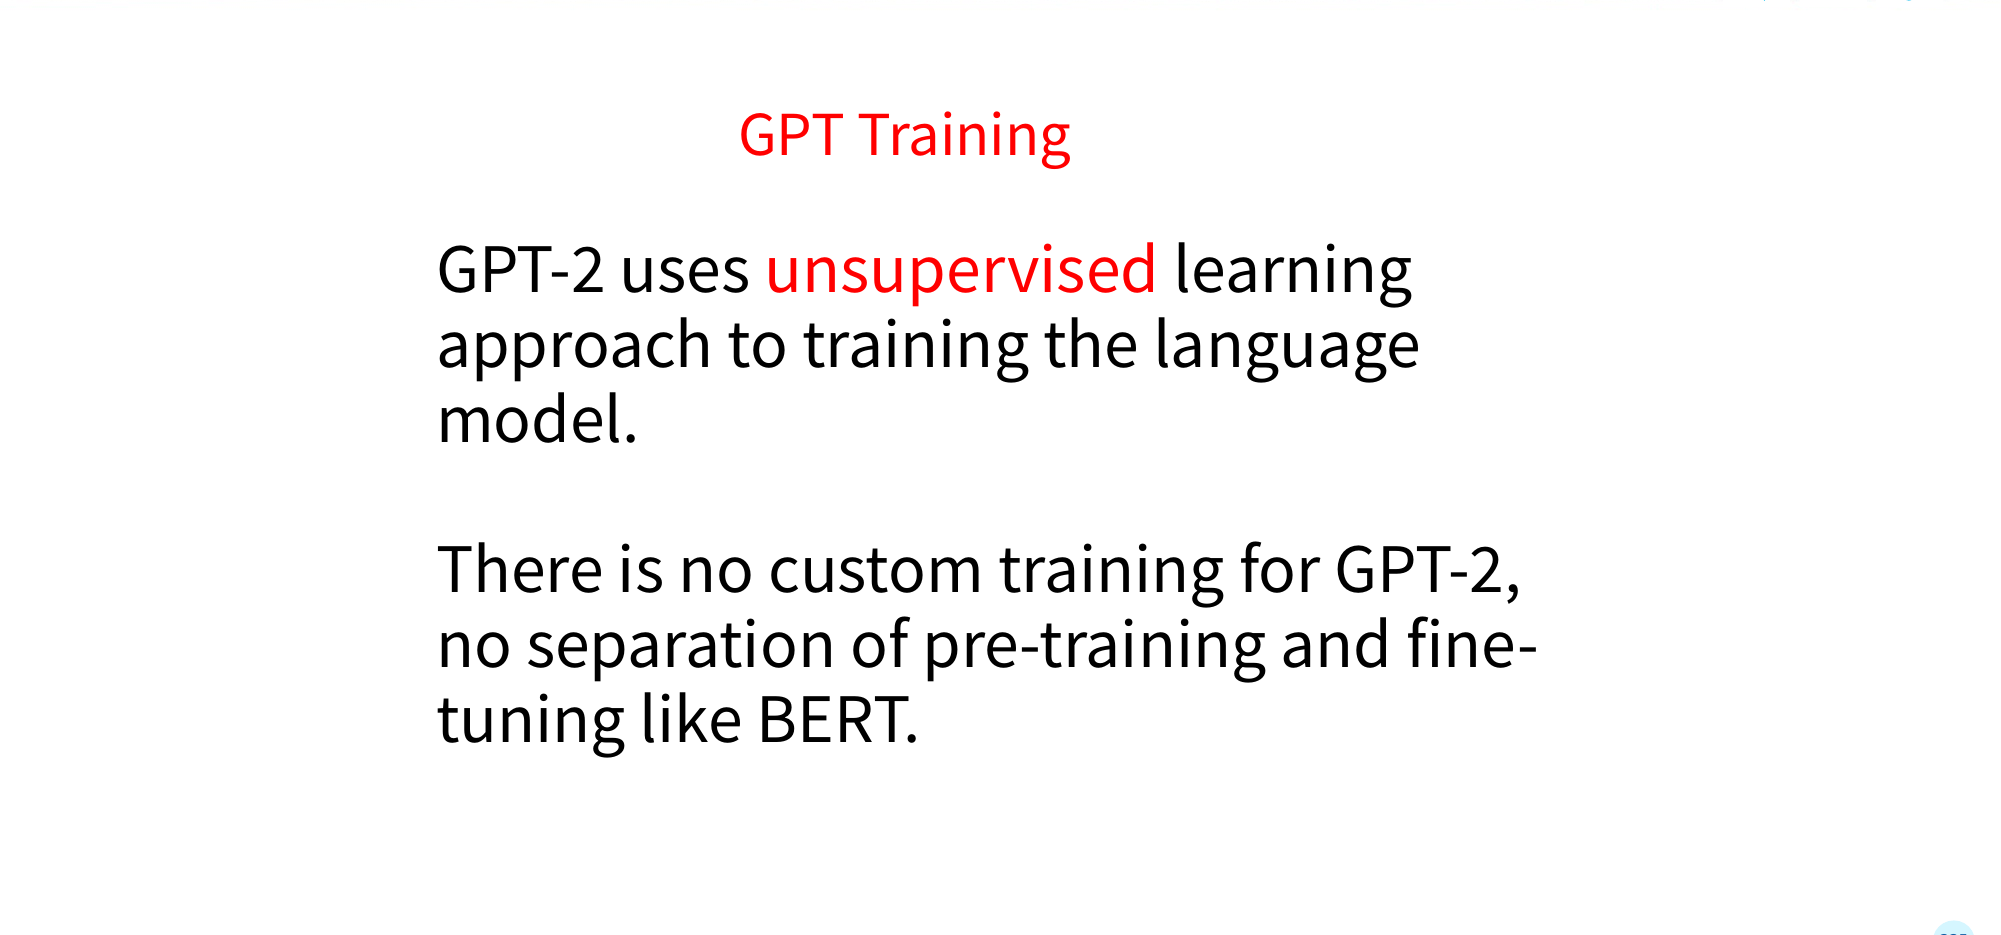 GPT Training
GPT-2 uses unsupervised learning
approach to training the language
model.
There is no custom training for GPT-2,
no separation of pre-training and fine-
tuning like BERT.